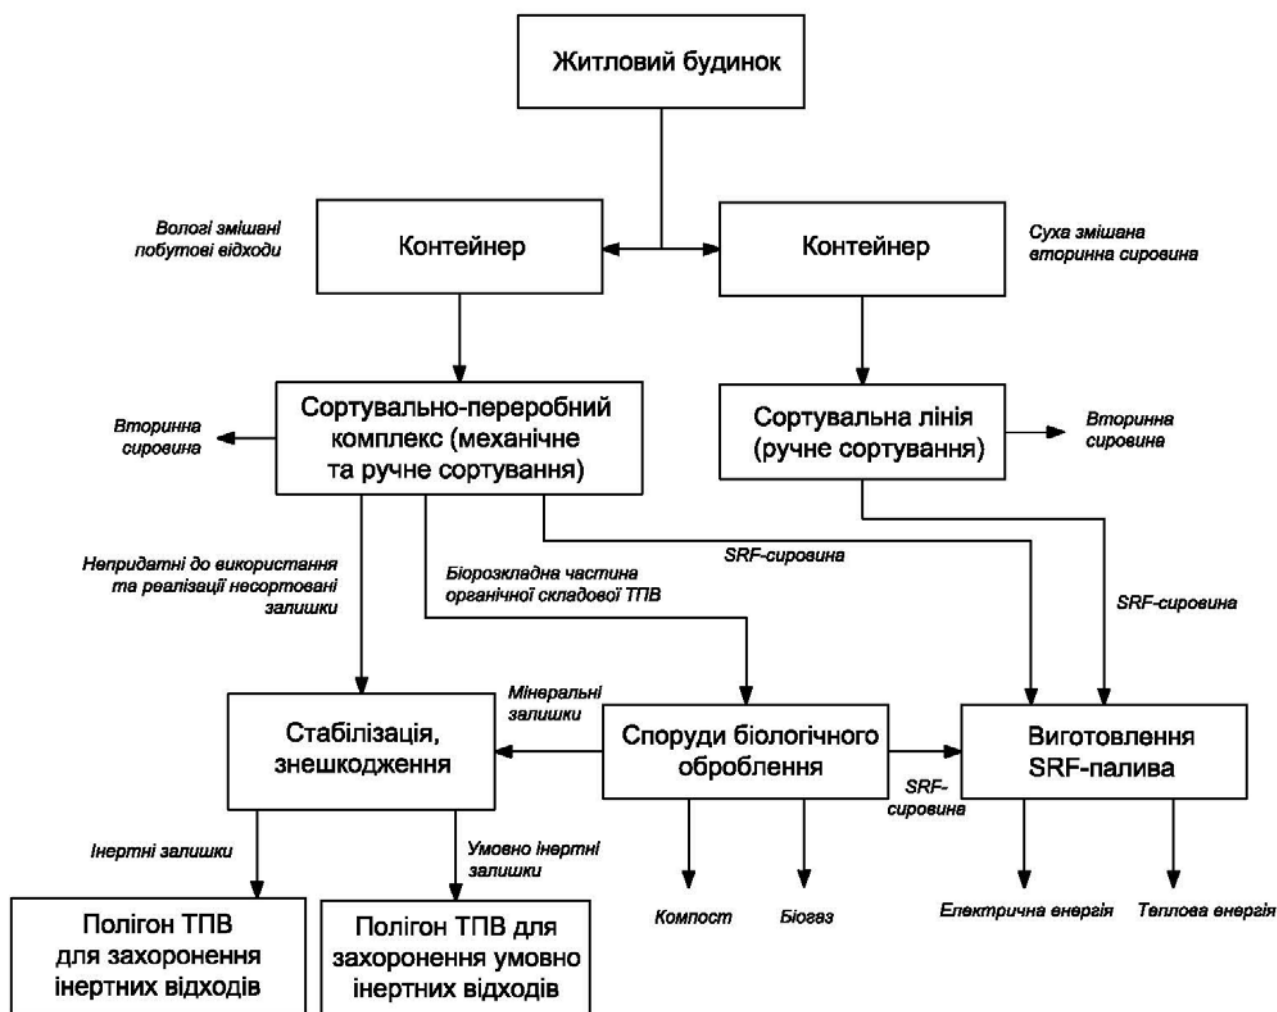 Житловий будинок
Вологі змішані
побутові відходи
Контейнер
Контейнер
Суха змішана
вторинна сировина
Вторинна
сировина
Сортувально-переробний
комплекс (механічне
та ручне сортування)
Сортувальна лінія
(ручне сортування)
Вторинна
сировина
Непридатні до використання
та реалізації несортовані
залишки
Біорозкладна частина
органічної складової ТПВ
SRF-сировина
SRF-сировина
Стабілізація,
знешкодження
Мінеральні
залишки
Споруди біологічного
оброблення
SRF-
сировина
Виготовлення
SRF-палива
Інертні залишки
Умовно інертні
залишки
Компост
Біогаз
Електрична енергія
Теплова енергія
Полігон ТПВ
для захоронення
інертних відходів
Полігон ТПВ для
захоронення умовно
інертних відходів